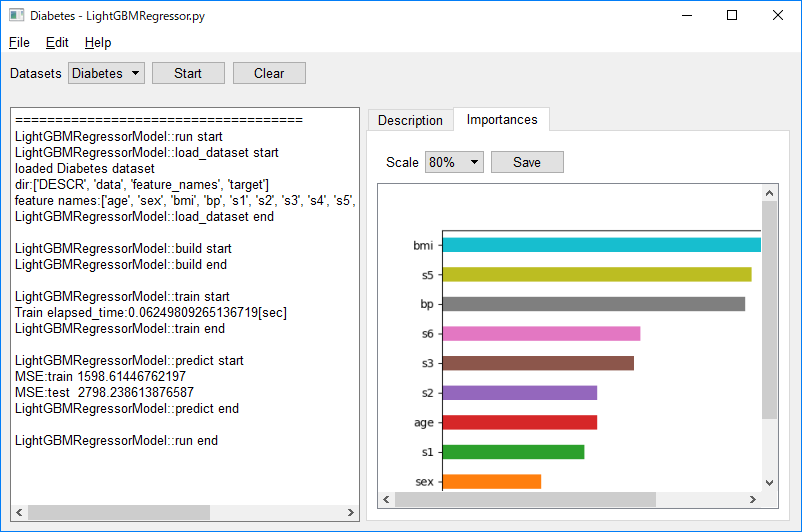 Diabetes - LightGBMRegressor.py
File Edit Help
Datasets Diabetes Start Clear
====================================
LightGBMRegressorModel::run start
LightGBMRegressorModel::load_dataset start
loaded Diabetes dataset
dir:['DESCR', 'data', 'feature_names', 'target']
feature names:['age', 'sex', 'bmi', 'bp', 's1', 's2', 's3', 's4', 's5',
LightGBMRegressorModel::load_dataset end
LightGBMRegressorModel::build start
LightGBMRegressorModel::build end
LightGBMRegressorModel::train start
Train elapsed_time:0.06249809265136719[sec]
LightGBMRegressorModel::train end
LightGBMRegressorModel::predict start
MSE:train 1598.61446762197
MSE:test  2798.238613876587
LightGBMRegressorModel::predict end
LightGBMRegressorModel::run end
Description Importances
Scale 80% Save
bmi
s5
bp
s6
s3
s2
age
s1
sex